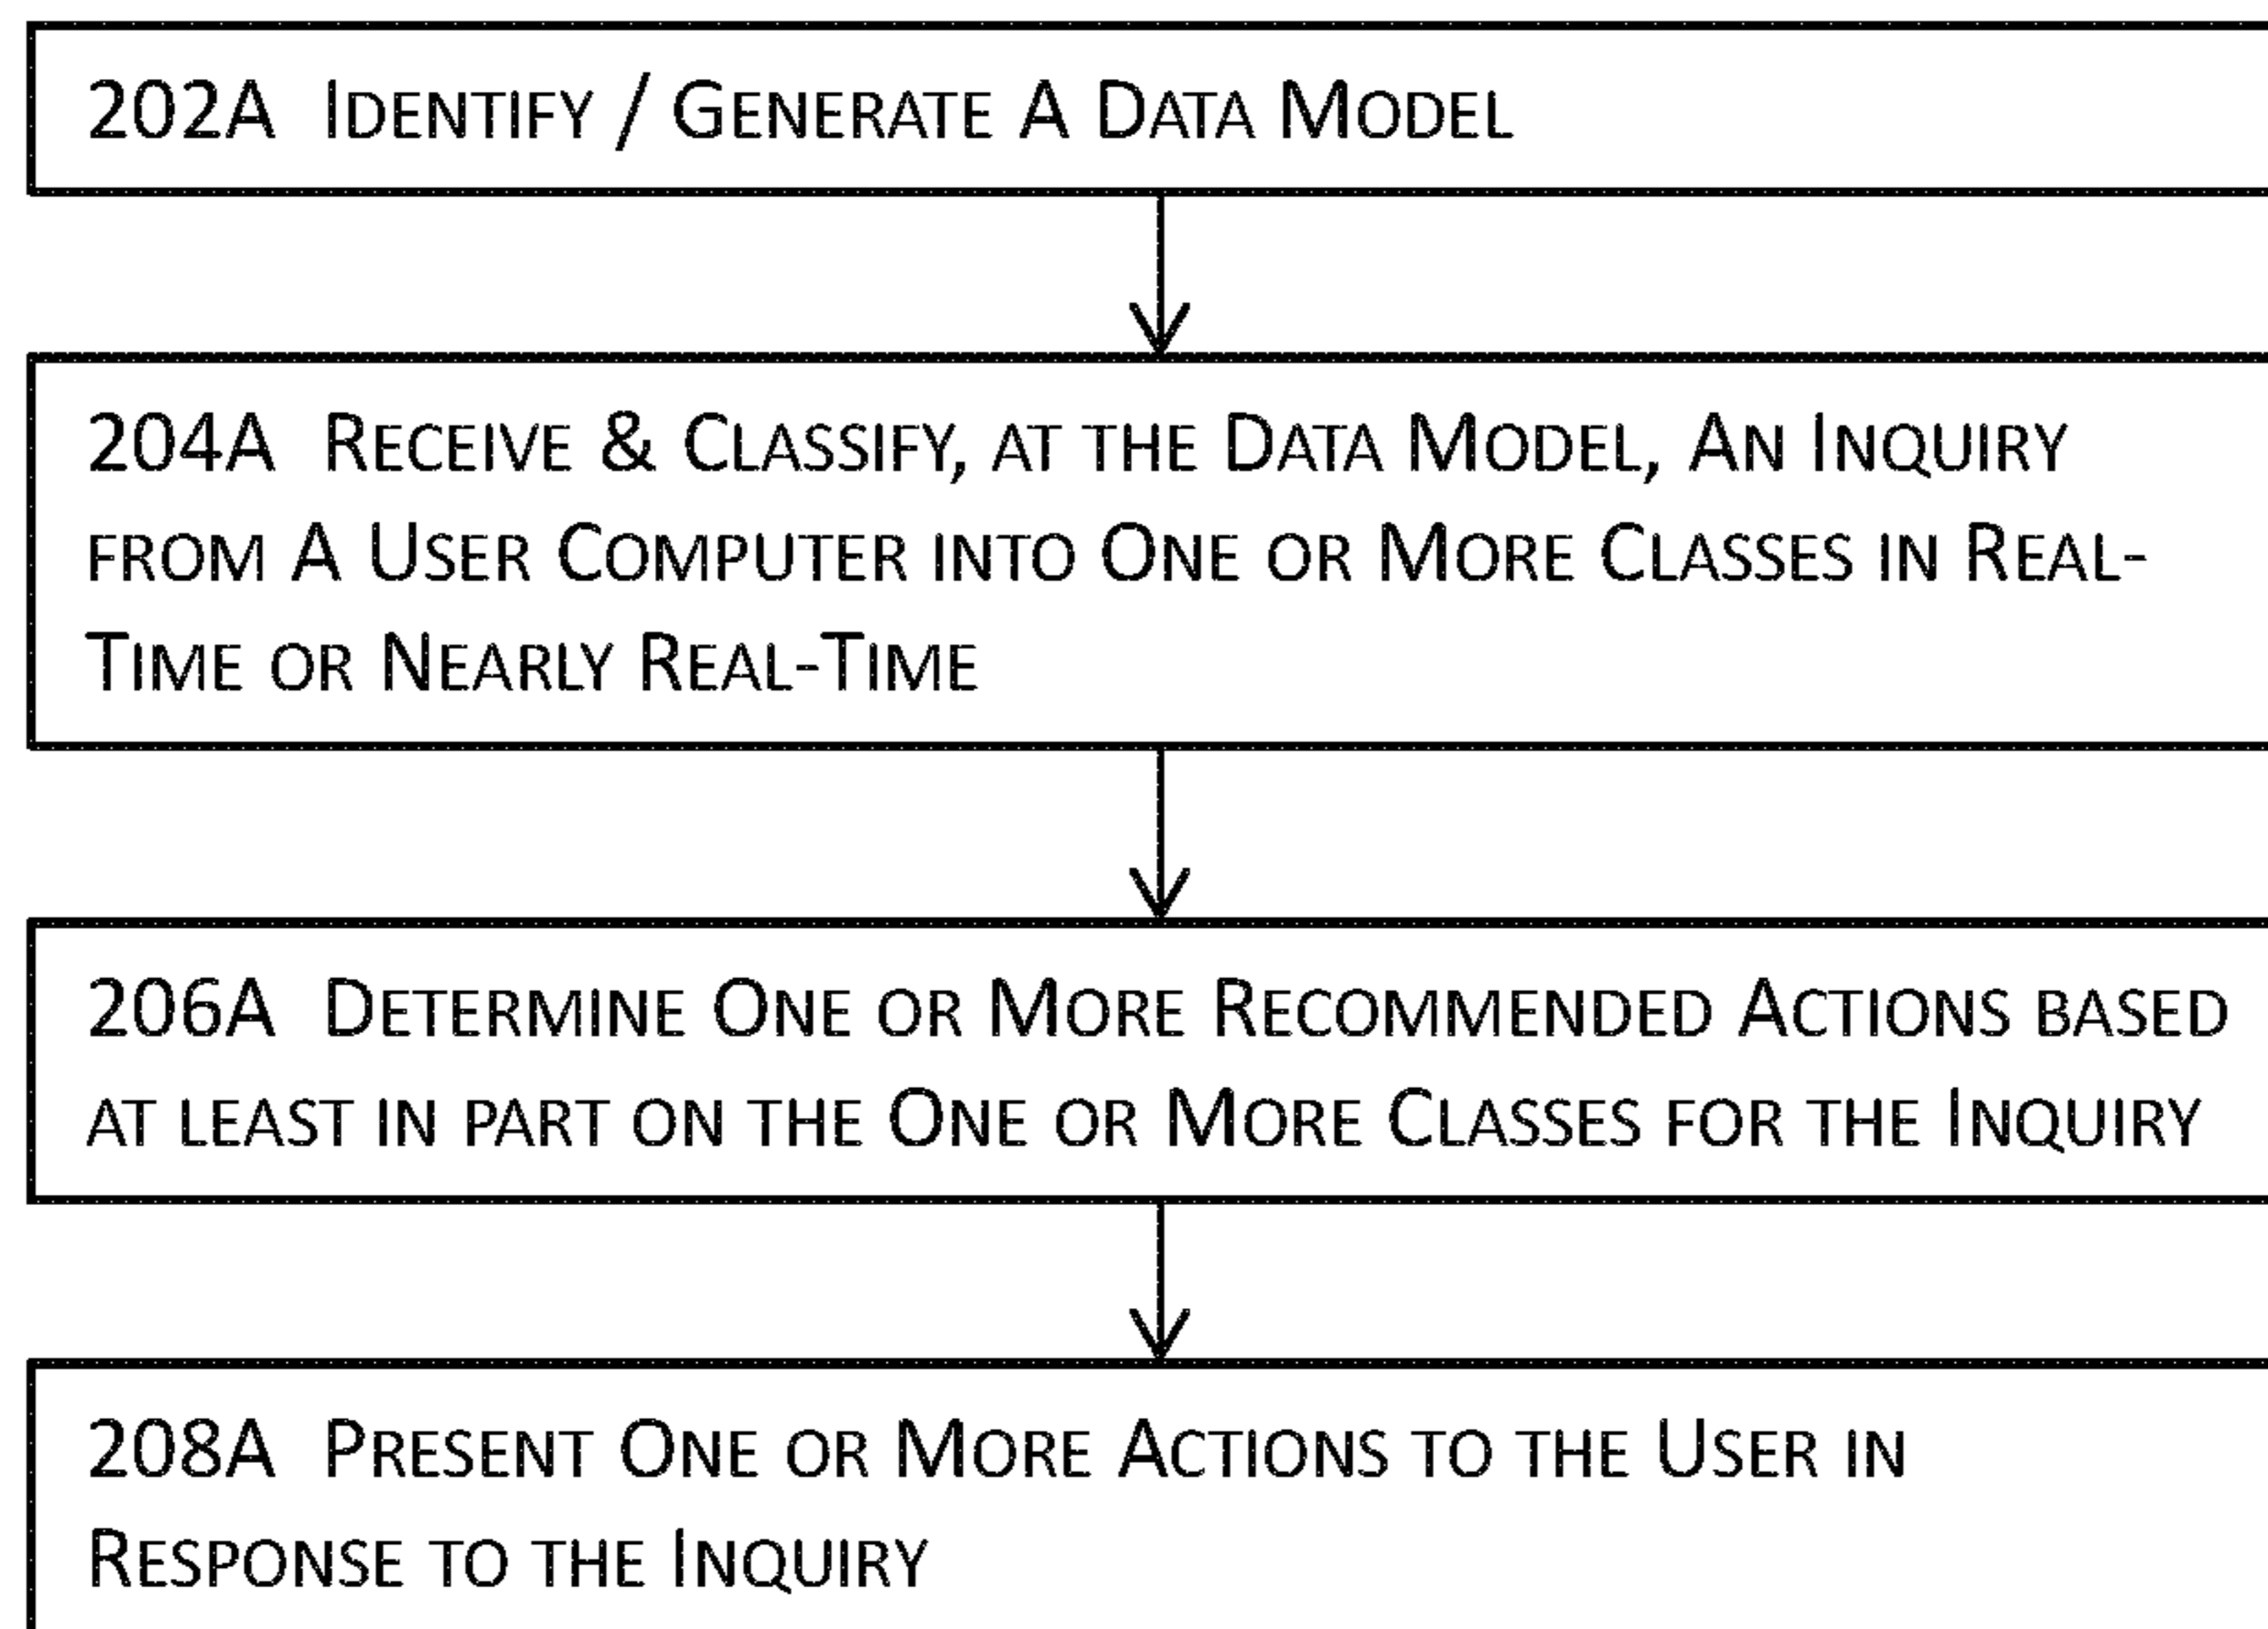 202A Identify / Generate A Data Model
204A Receive & Classify, at the Data Model, An Inquiry
from A User Computer into One or More Classes in Real-
Time or Nearly Real-Time
206A Determine One or More Recommended Actions based
at least in part on the One or More Classes for the Inquiry
208A Present One or More Actions to the User in
Response to the Inquiry